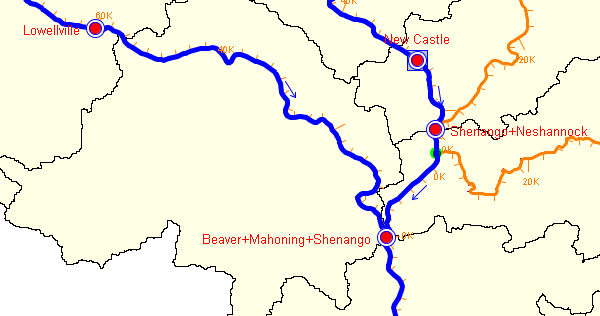 40K
60K
Lowellville
New Castle
40K
20K
Shenango+Neshannock
0K
0K
20K
Beaver+Mahoning+Shenango
0K